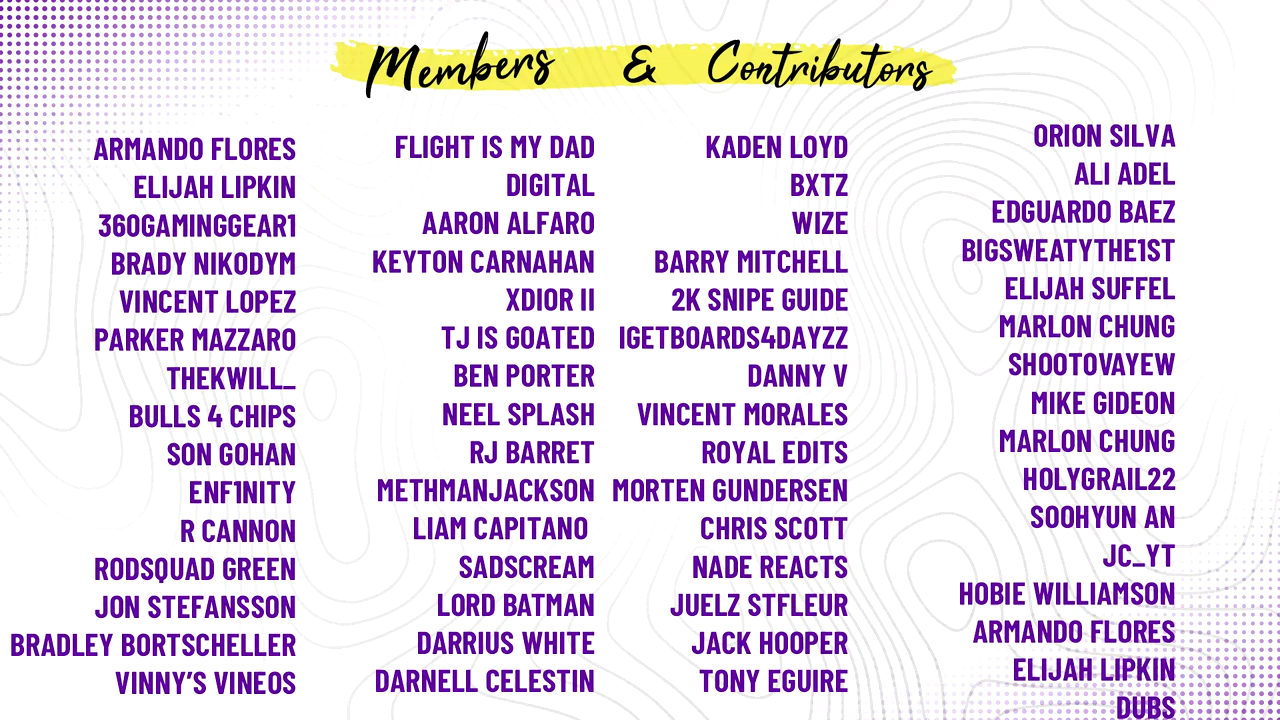 Members & Contributors
ARMANDO FLORES
ELIJAH LIPKIN
360GAMINGGEAR1
BRADY NIKODYM
VINCENT LOPEZ
PARKER MAZZARO
THEKWILL_
BULLS 4 CHIPS
SON GOHAN
ENF1NITY
R CANNON
RODSQUAD GREEN
JON STEFANSSON
BRADLEY BORTSCHELLER
VINNY'S VINEOS
FLIGHT IS MY DAD
DIGITAL
AARON ALFARO
KEYTON CARNAHAN
XDIOR II
TJ IS GOATED
BEN PORTER
NEEL SPLASH
RJ BARRET
METHMANJACKSON
LIAM CAPITANO
SADSCREAM
LORD BATMAN
DARRIUS WHITE
DARNELL CELESTIN
KADEN LOYD
BXTZ
WIZE
BARRY MITCHELL
2K SNIPE GUIDE
IGETBOARDS4DAYZZ
DANNY V
VINCENT MORALES
ROYAL EDITS
MORTEN GUNDERSEN
CHRIS SCOTT
NADE REACTS
JUELZ STFLEUR
JACK HOOPER
TONY EGUIRE
ORION SILVA
ALI ADEL
EDGUARDO BAEZ
BIGSWEATYTHE1ST
ELIJAH SUFFEL
MARLON CHUNG
SHOOTOVAYEW
MIKE GIDEON
MARLON CHUNG
HOLYGRAIL22
SOOHYUN AN
JC_YT
HOBIE WILLIAMSON
ARMANDO FLORES
ELIJAH LIPKIN
DUBS